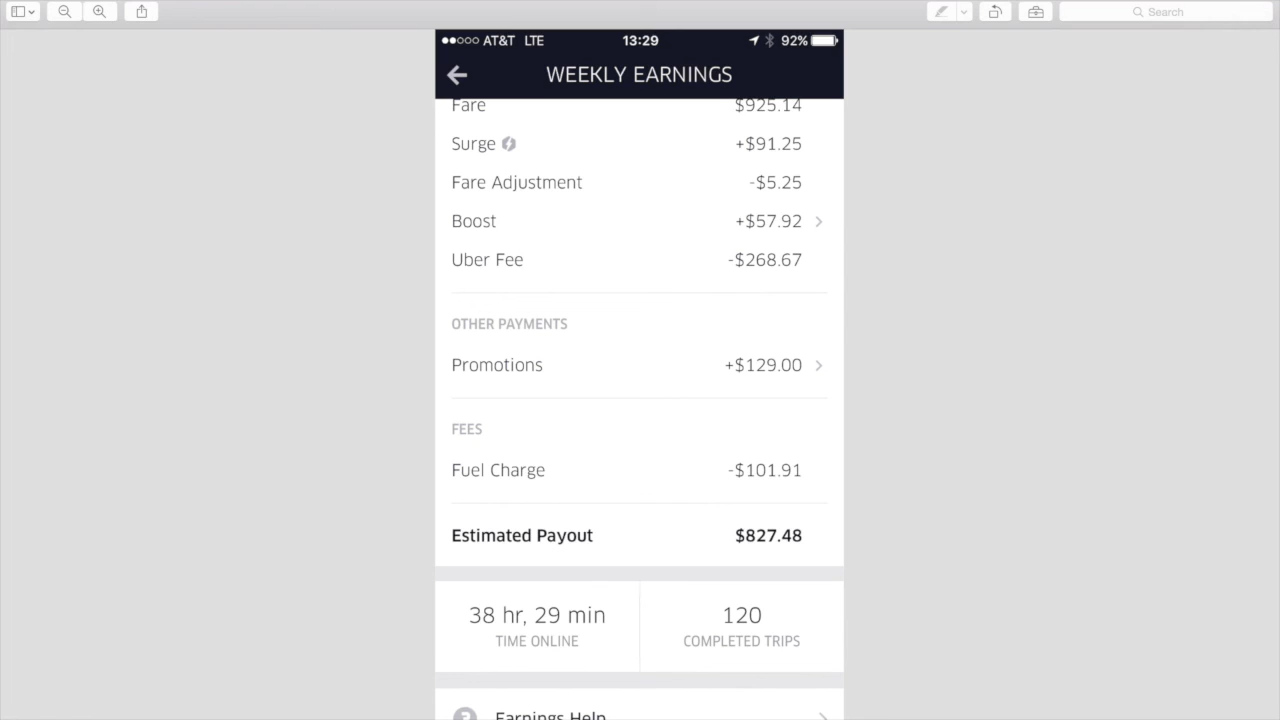 Search
AT&T LTE 13:29 92%
WEEKLY EARNINGS
Fare $925.14
Surge +$91.25
Fare Adjustment -$5.25
Boost +$57.92
Uber Fee -$268.67
OTHER PAYMENTS
Promotions +$129.00
FEES
Fuel Charge -$101.91
Estimated Payout $827.48
38 hr, 29 min 120
TIME ONLINE COMPLETED TRIPS
? Earnings Help